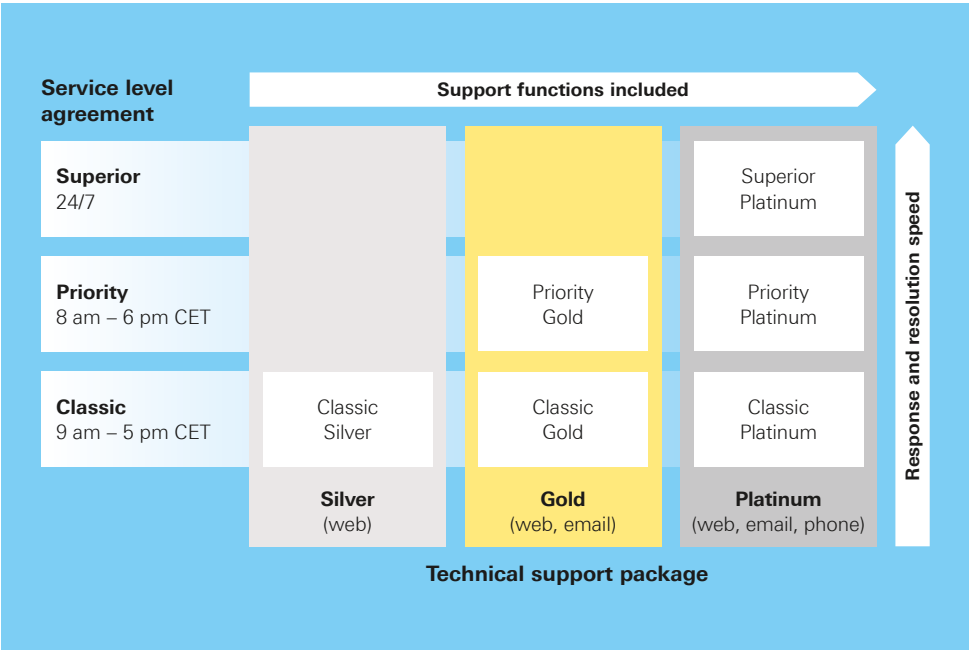 Service level
agreement
Support functions included
Superior
24/7
Superior
Platinum
Priority
8 am – 6 pm CET
Priority
Gold
Priority
Platinum
Classic
9 am – 5 pm CET
Classic
Silver
Classic
Gold
Classic
Platinum
Silver
(web)
Gold
(web, email)
Platinum
(web, email, phone)
Technical support package
Response and resolution speed